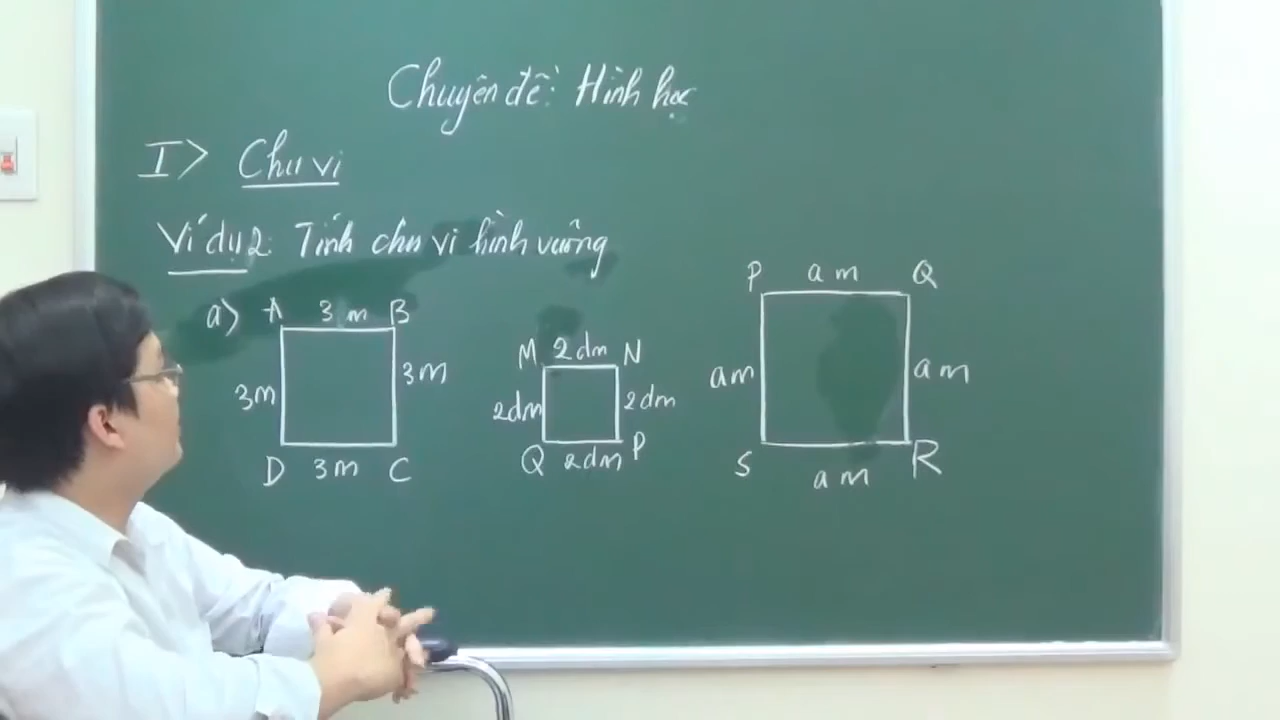 Chuyên đề: Hình học
I> Chu vi
Ví dụ 2: Tính chu vi hình vuông
a) A 3 m B
3m 3m
D 3m C
M 2dm N
2dm 2dm
Q 2dm P
P a m Q
a m a m
S a m R